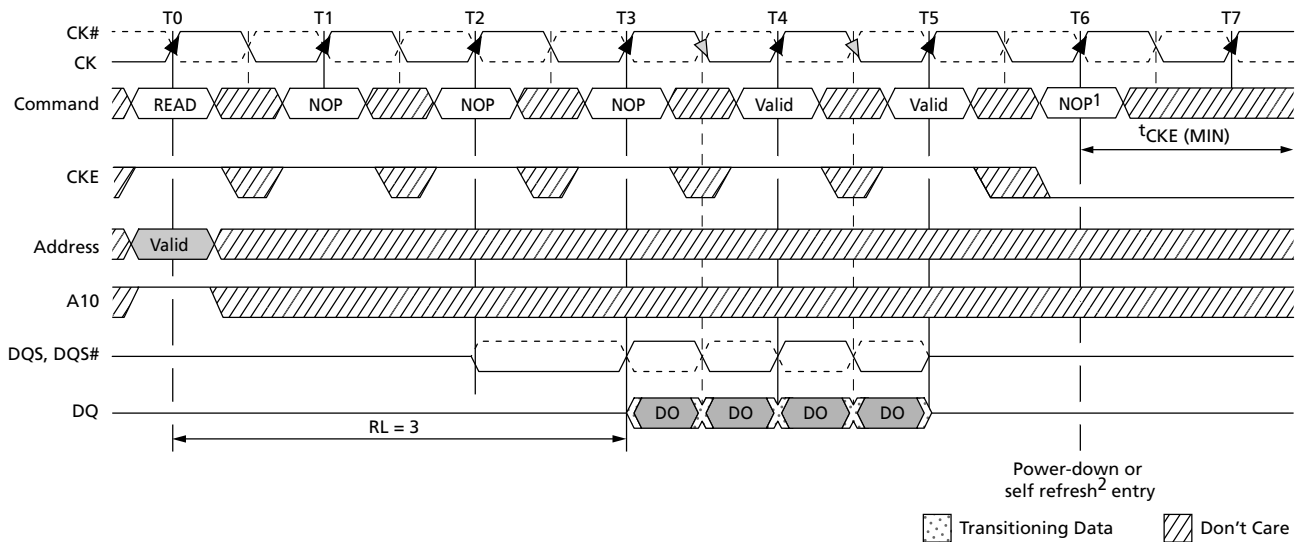 T0 T1 T2 T3 T4 T5 T6 T7
CK#
CK
Command READ NOP NOP NOP Valid Valid NOP1
tCKE (MIN)
CKE
Address Valid
A10
DQS, DQS#
DQ DO DO DO DO
RL = 3
Power-down or
self refresh2 entry
Transitioning Data Don't Care